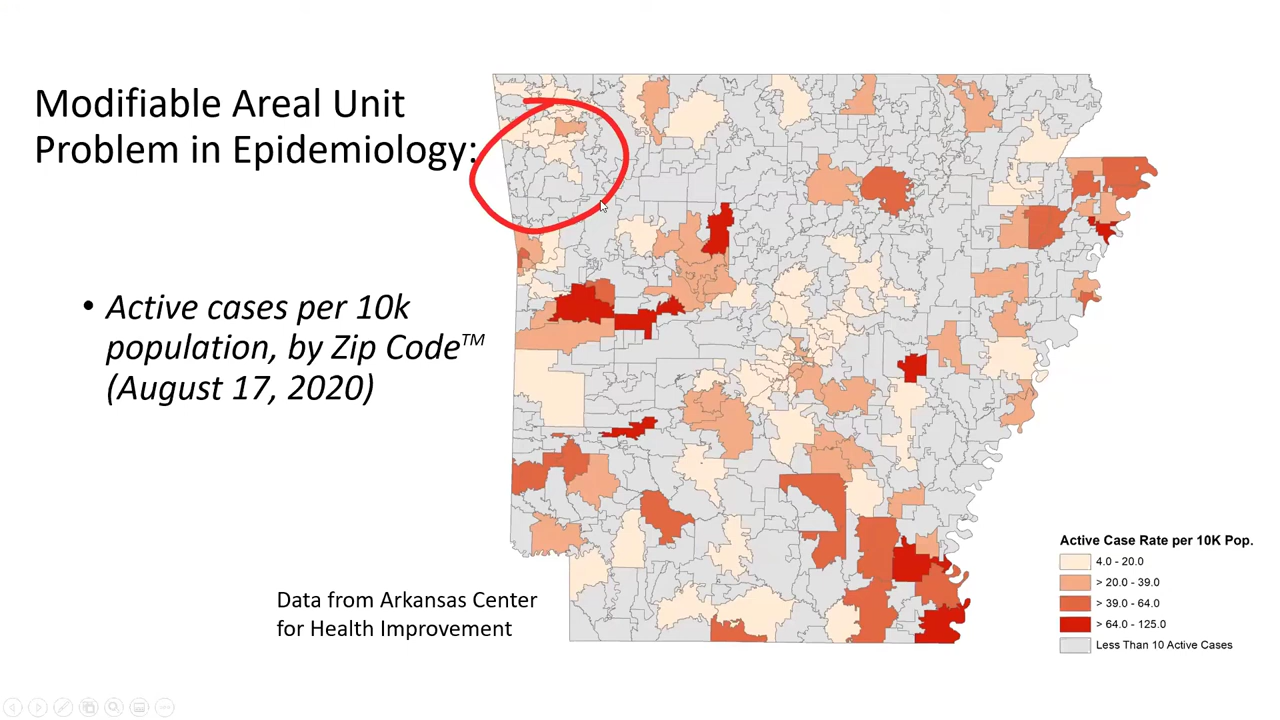 Modifiable Areal Unit
Problem in Epidemiology:
• Active cases per 10k
population, by Zip Code™
(August 17, 2020)
Data from Arkansas Center
for Health Improvement
Active Case Rate per 10K Pop.
4.0 - 20.0
> 20.0 - 39.0
> 39.0 - 64.0
> 64.0 - 125.0
Less Than 10 Active Cases